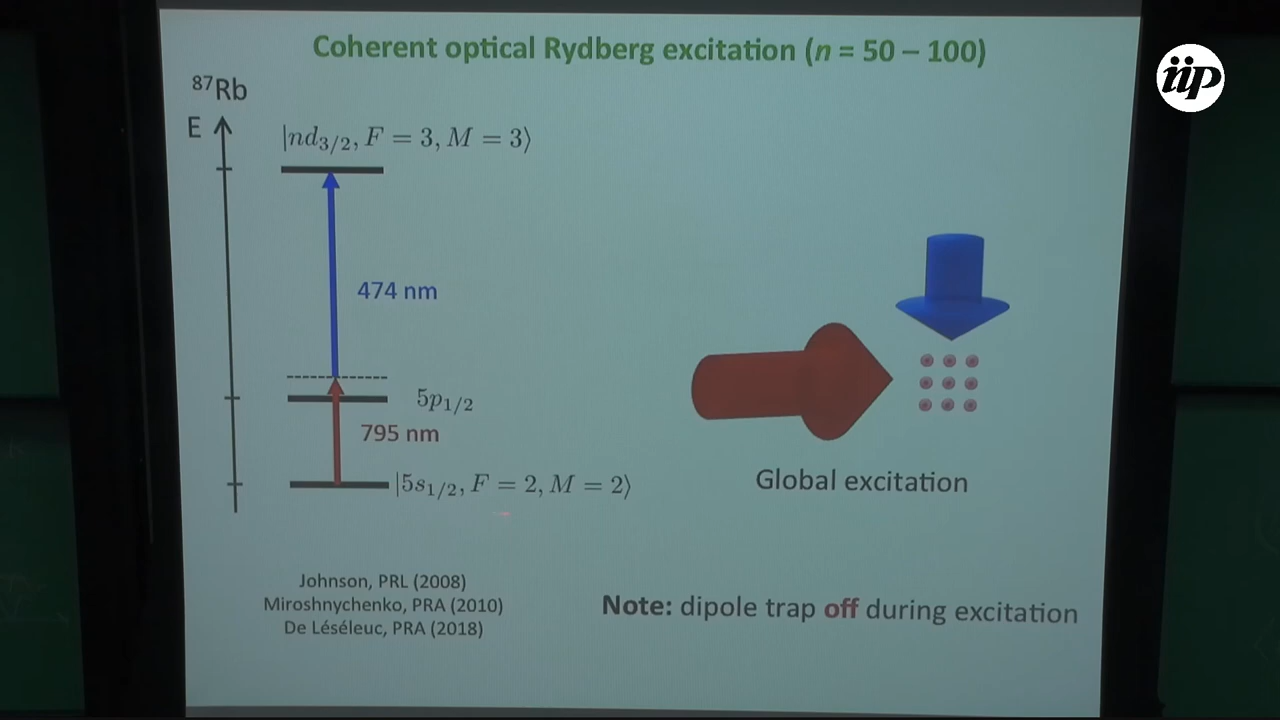 Coherent optical Rydberg excitation (n = 50 – 100)
iip
⁸⁷Rb
E
|nd₃/₂, F = 3, M = 3⟩
474 nm
5p₁/₂
795 nm
|5s₁/₂, F = 2, M = 2⟩
Global excitation
Johnson, PRL (2008)
Miroshnychenko, PRA (2010)
De Léséleuc, PRA (2018)
Note: dipole trap off during excitation